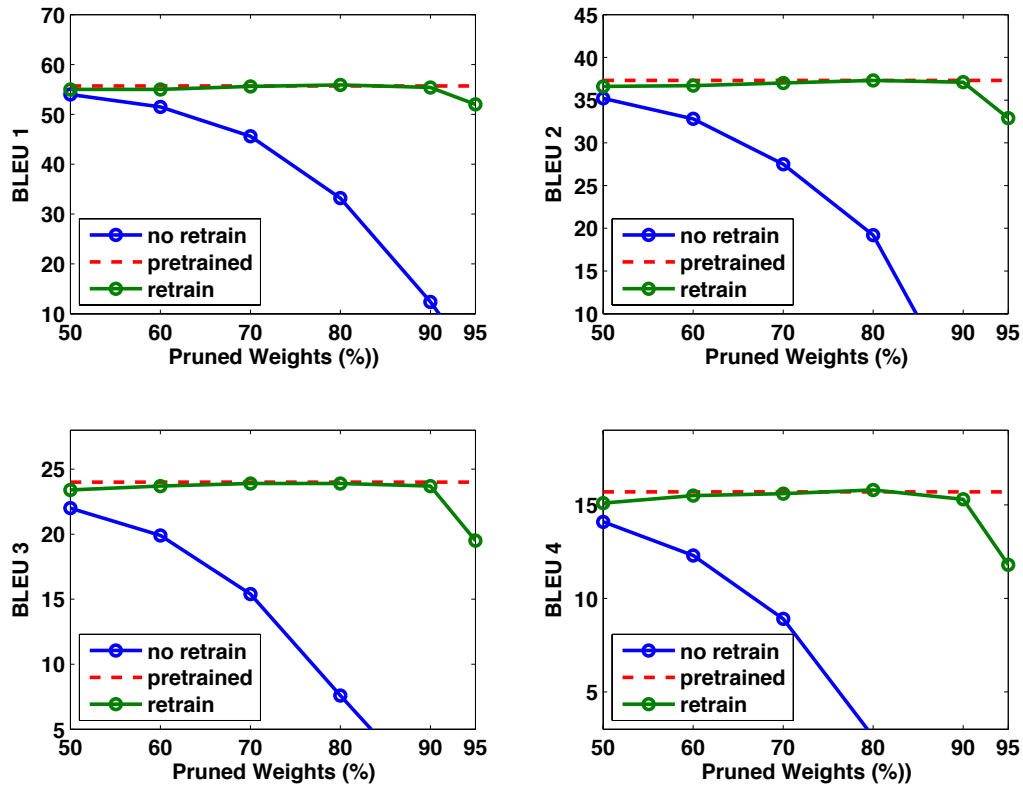 70
60
50
40
30
20
10
BLEU 1
no retrain
pretrained
retrain
50 60 70 80 90 95
Pruned Weights (%))
45
40
35
30
25
20
15
10
BLEU 2
no retrain
pretrained
retrain
50 60 70 80 90 95
Pruned Weights (%)
25
20
15
10
5
BLEU 3
no retrain
pretrained
retrain
50 60 70 80 90 95
Pruned Weights (%)
15
10
5
BLEU 4
no retrain
pretrained
retrain
50 60 70 80 90 95
Pruned Weights (%))